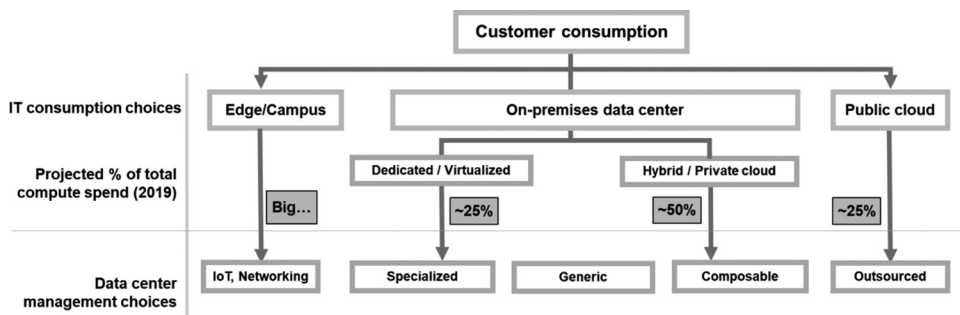 Customer consumption
IT consumption choices
Edge/Campus
On-premises data center
Public cloud
Projected % of total
compute spend (2019)
Dedicated / Virtualized
Hybrid / Private cloud
Big…
~25%
~50%
~25%
Data center
management choices
IoT, Networking
Specialized
Generic
Composable
Outsourced